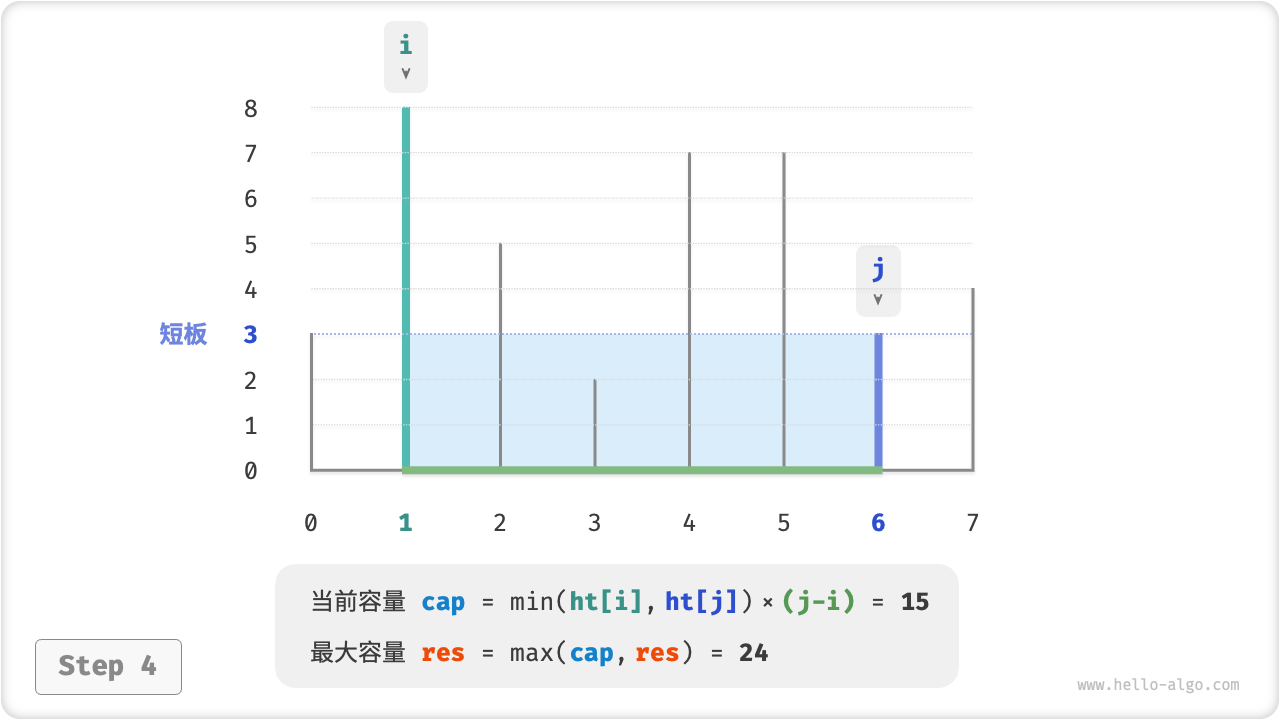 i
8
7
6
5
j
4
短板 3
2
1
0
0 1 2 3 4 5 6 7
当前容量 cap = min(ht[i], ht[j]) × (j-i) = 15
最大容量 res = max(cap, res) = 24
Step 4
www.hello-algo.com